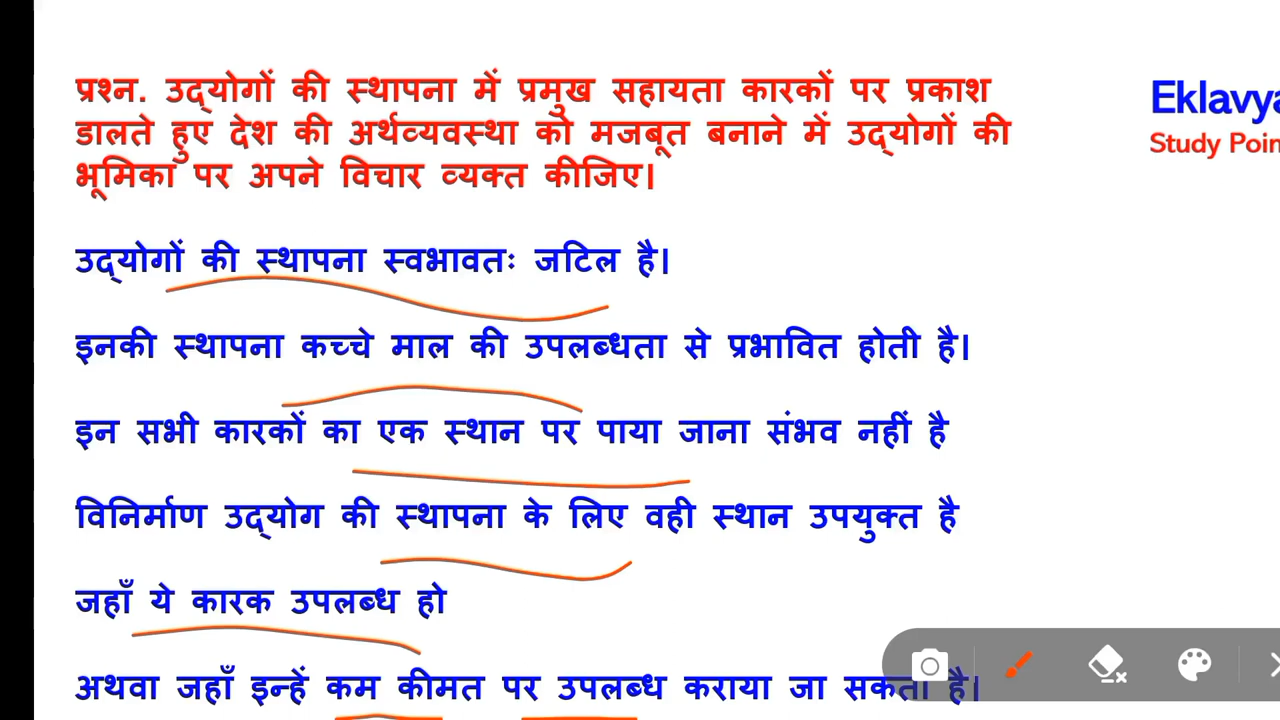 प्रश्न. उद्योगों की स्थापना में प्रमुख सहायता कारकों पर प्रकाश
डालते हुए देश की अर्थव्यवस्था को मजबूत बनाने में उद्योगों की
भूमिका पर अपने विचार व्यक्त कीजिए।
Eklavya
Study Poin
उद्योगों की स्थापना स्वभावतः जटिल है।
इनकी स्थापना कच्चे माल की उपलब्धता से प्रभावित होती है।
इन सभी कारकों का एक स्थान पर पाया जाना संभव नहीं है
विनिर्माण उद्योग की स्थापना के लिए वही स्थान उपयुक्त है
जहाँ ये कारक उपलब्ध हो
अथवा जहाँ इन्हें कम कीमत पर उपलब्ध कराया जा सकता है।